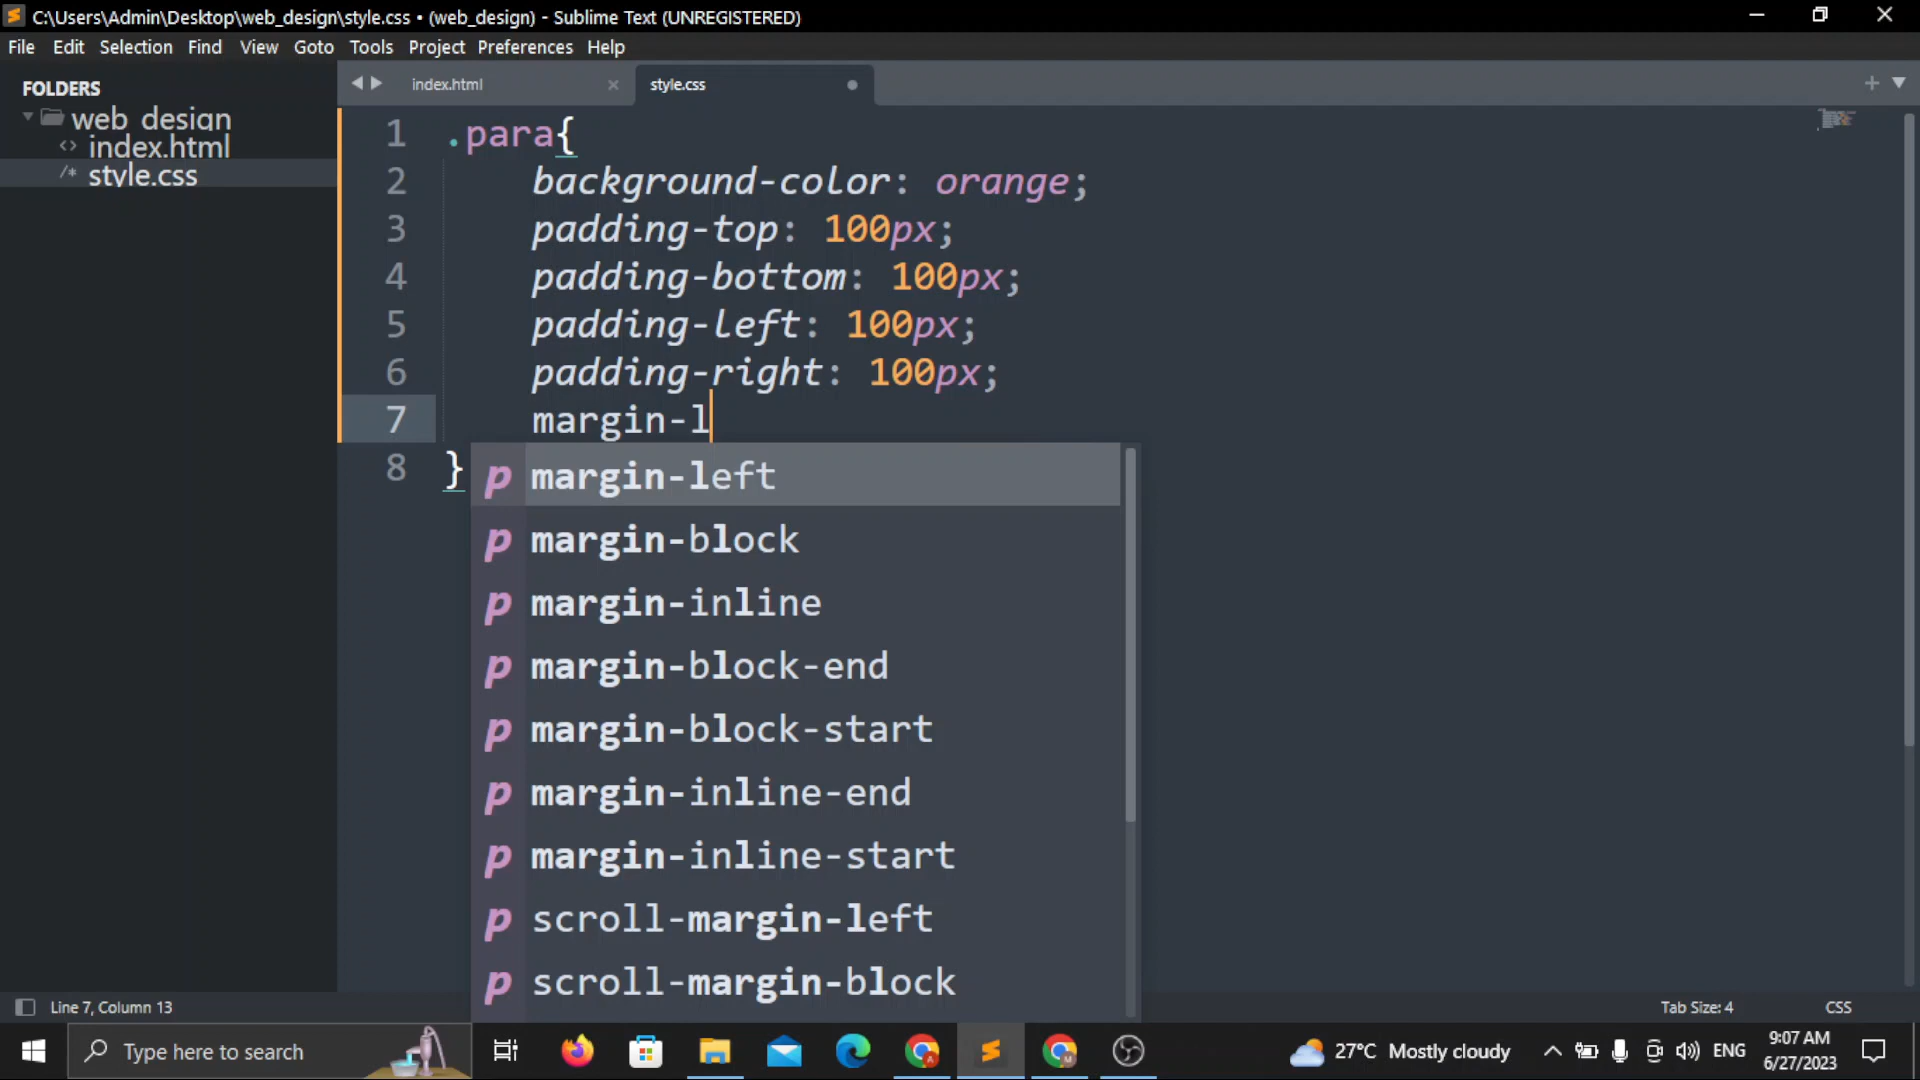 C:\Users\Admin\Desktop\web_design\style.css • (web_design) - Sublime Text (UNREGISTERED)
File Edit Selection Find View Goto Tools Project Preferences Help
FOLDERS
web_design
index.html
style.css
index.html
style.css
1 .para{
2 background-color: orange;
3 padding-top: 100px;
4 padding-bottom: 100px;
5 padding-left: 100px;
6 padding-right: 100px;
7 margin-l
8 }
p margin-left
p margin-block
p margin-inline
p margin-block-end
p margin-block-start
p margin-inline-end
p margin-inline-start
p scroll-margin-left
p scroll-margin-block
Line 7, Column 13
Tab Size: 4
CSS
Type here to search
27°C Mostly cloudy
ENG
9:07 AM
6/27/2023